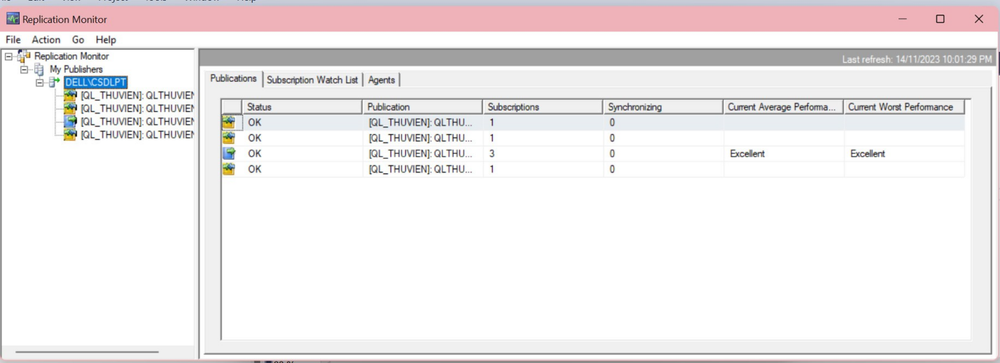 Replication Monitor
File Action Go Help
Replication Monitor
My Publishers
DELL\CSDLPT
[QL_THUVIEN]: QLTHUVIEN
[QL_THUVIEN]: QLTHUVIEN
[QL_THUVIEN]: QLTHUVIEN
[QL_THUVIEN]: QLTHUVIEN
Last refresh: 14/11/2023 10:01:29 PM
Publications Subscription Watch List Agents
Status Publication Subscriptions Synchronizing Current Average Performa... Current Worst Performance
OK [QL_THUVIEN]: QLTHU... 1 0
OK [QL_THUVIEN]: QLTHU... 1 0
OK [QL_THUVIEN]: QLTHU... 3 0 Excellent Excellent
OK [QL_THUVIEN]: QLTHU... 1 0